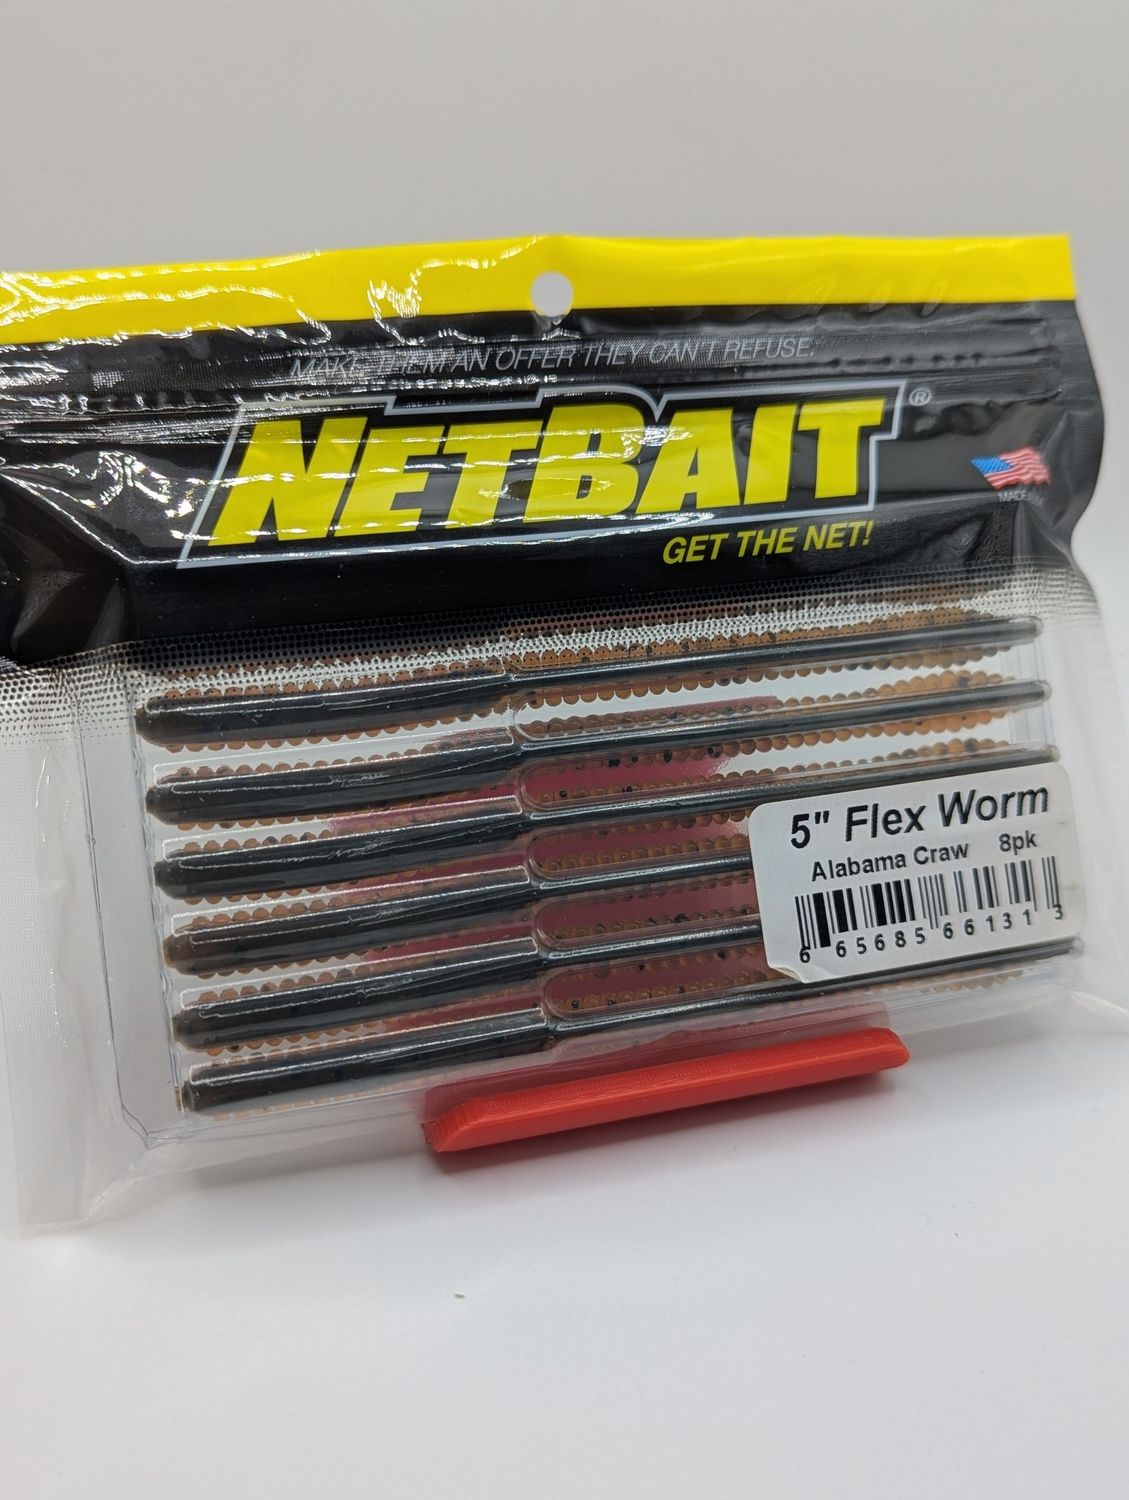 MAKE THEM AN OFFER THEY CAN'T REFUSE.
NETBAIT®
GET THE NET!
MADE
5" Flex Worm
Alabama Craw 8pk
6 65685 66131 3